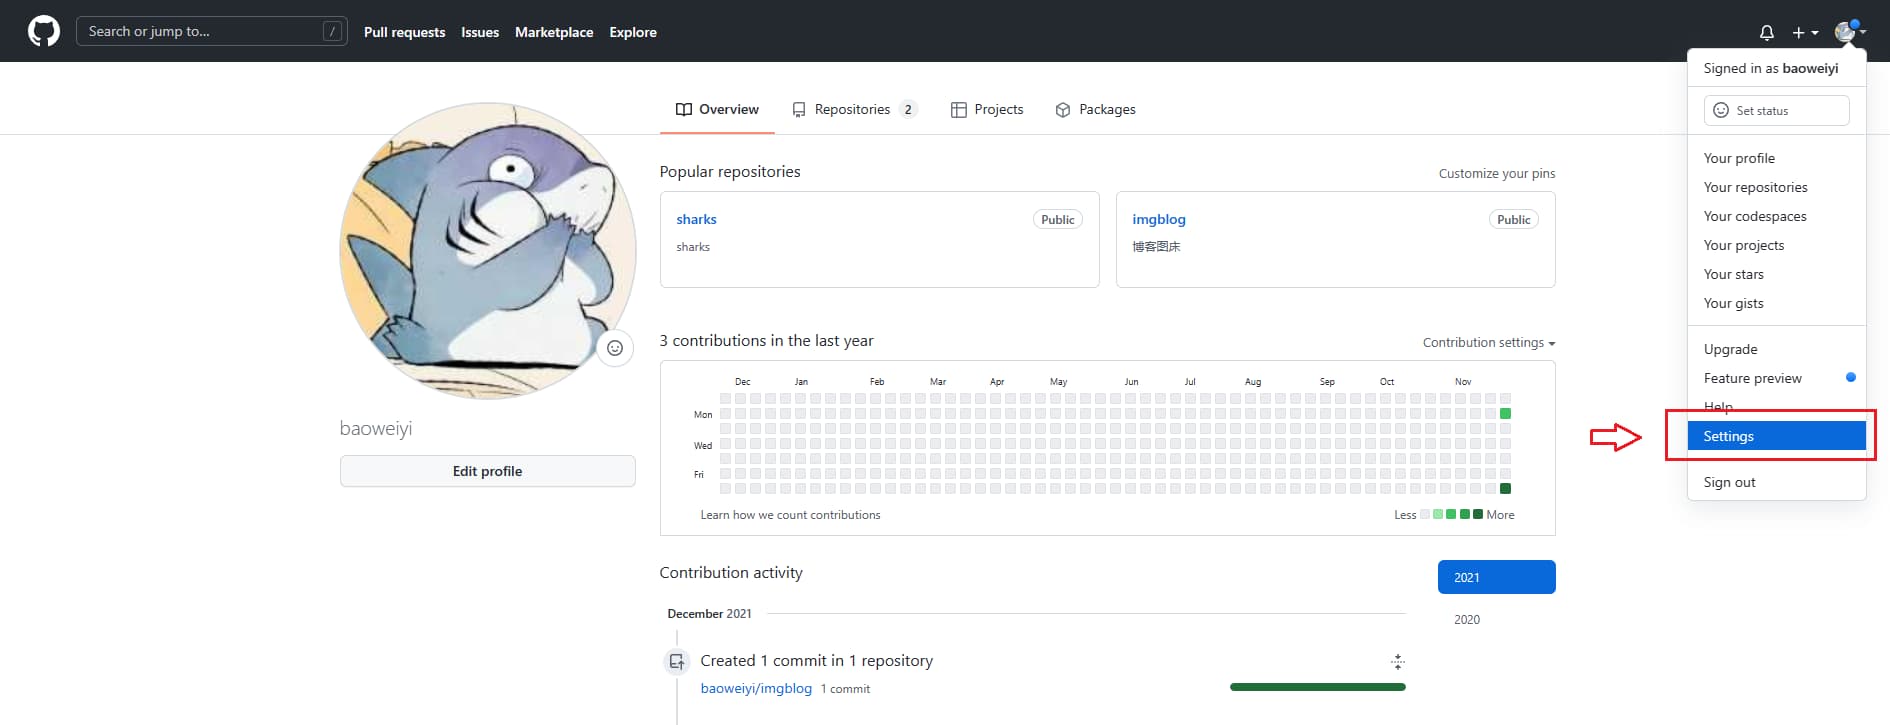 Search or jump to... / Pull requests Issues Marketplace Explore
Signed in as baoweiyi
Set status
Your profile
Your repositories
Your codespaces
Your projects
Your stars
Your gists
Upgrade
Feature preview
Help
Settings
Sign out
Overview Repositories 2 Projects Packages
baoweiyi
Edit profile
Popular repositories Customize your pins
sharks Public
sharks
imgblog Public
博客图床
3 contributions in the last year Contribution settings
Dec Jan Feb Mar Apr May Jun Jul Aug Sep Oct Nov
Mon
Wed
Fri
Learn how we count contributions Less More
Contribution activity
2021
2020
December 2021
Created 1 commit in 1 repository
baoweiyi/imgblog 1 commit